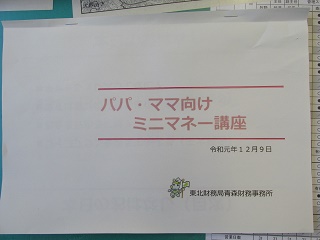 パパ・ママ向け
ミニマネー講座
令和元年１２月９日
東北財務局青森財務事務所